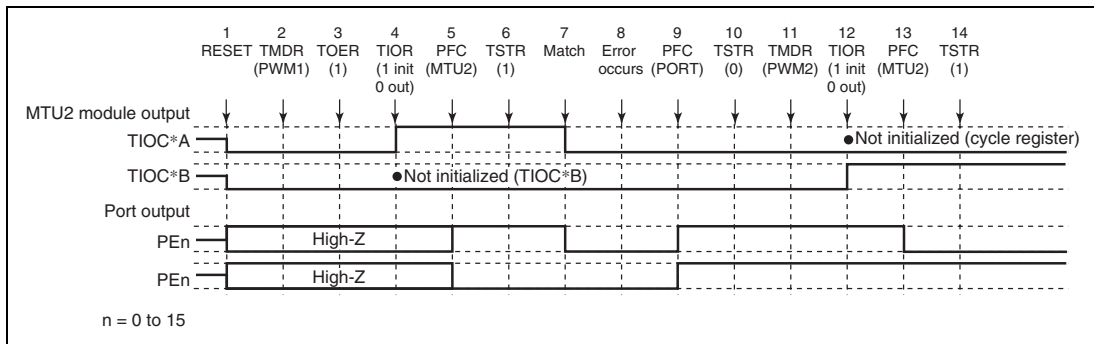 1 2 3 4 5 6 7 8 9 10 11 12 13 14
RESET TMDR TOER TIOR PFC TSTR Match Error PFC TSTR TMDR TIOR PFC TSTR
(PWM1) (1) (1 init (MTU2) (1) occurs (PORT) (0) (PWM2) (1 init (MTU2) (1)
0 out) 0 out)
MTU2 module output
TIOC*A ●Not initialized (cycle register)
TIOC*B ●Not initialized (TIOC*B)
Port output
PEn High-Z
PEn High-Z
n = 0 to 15